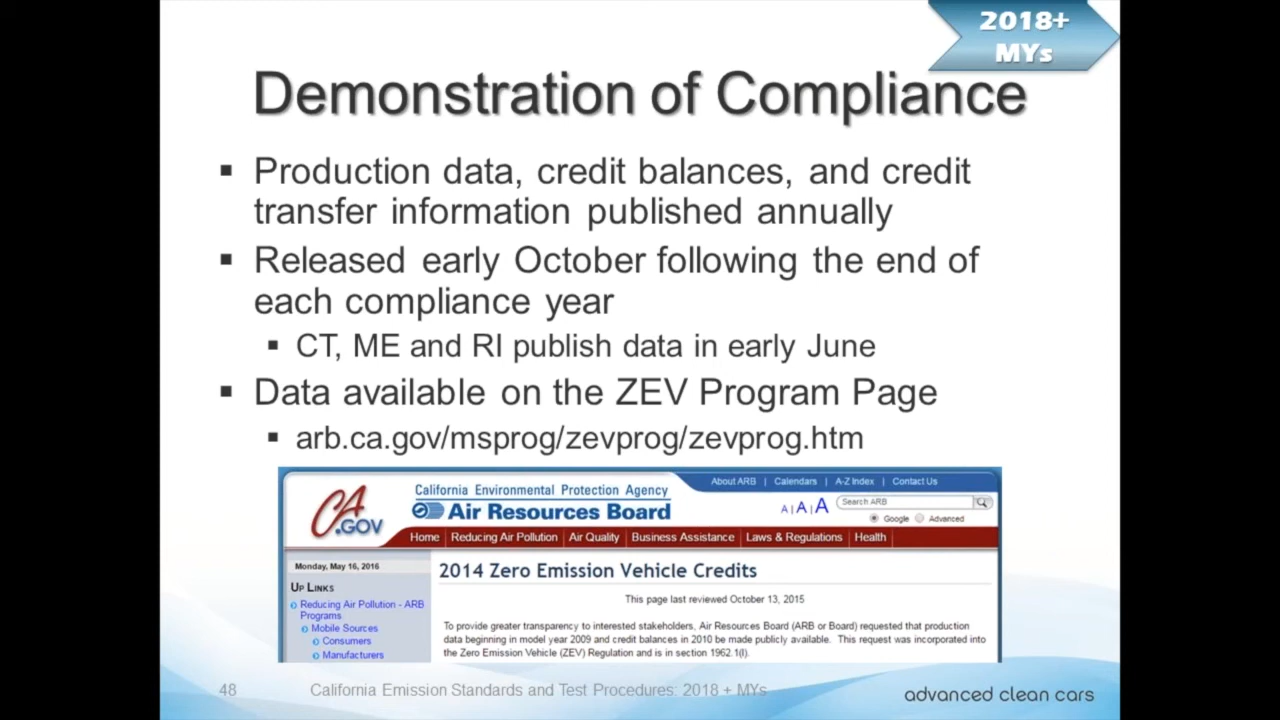 2018+
MYs
Demonstration of Compliance
▪ Production data, credit balances, and credit
transfer information published annually
▪ Released early October following the end of
each compliance year
▪ CT, ME and RI publish data in early June
▪ Data available on the ZEV Program Page
▪ arb.ca.gov/msprog/zevprog/zevprog.htm
About ARB | Calendars | A-Z Index | Contact Us
CA
.GOV
California Environmental Protection Agency
Air Resources Board
A | A | A
Search ARB
Google Advanced
Home Reducing Air Pollution Air Quality Business Assistance Laws & Regulations Health
Monday, May 16, 2016
UP LINKS
Reducing Air Pollution - ARB
Programs
Mobile Sources
Consumers
Manufacturers
2014 Zero Emission Vehicle Credits
This page last reviewed October 13, 2015
To provide greater transparency to interested stakeholders, Air Resources Board (ARB or Board) requested that production
data beginning in model year 2009 and credit balances in 2010 be made publicly available. This request was incorporated into
the Zero Emission Vehicle (ZEV) Regulation and is in section 1962.1(l).
48
California Emission Standards and Test Procedures: 2018 + MYs
advanced clean cars